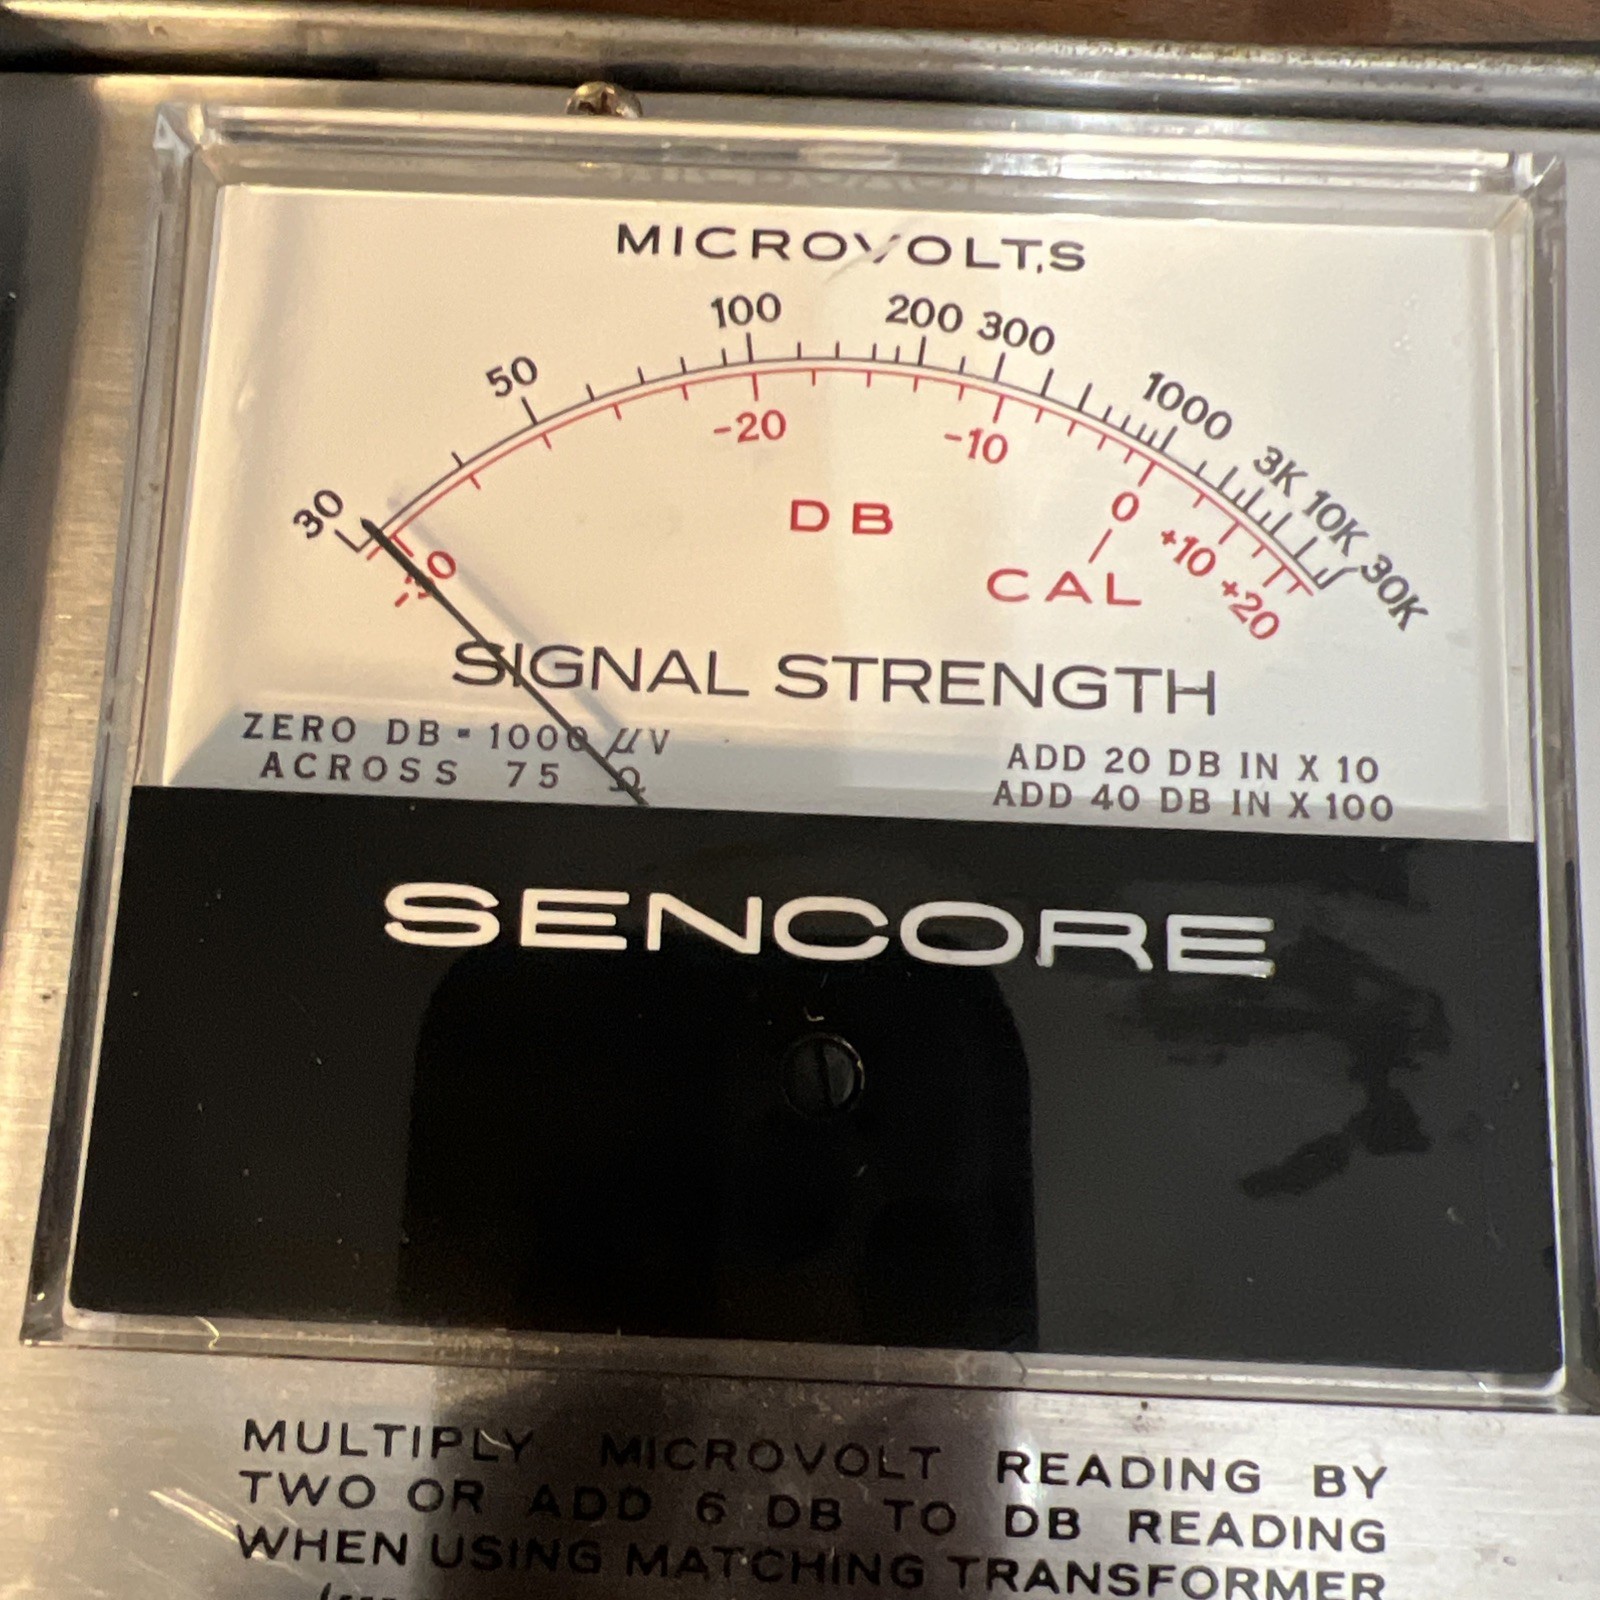 MICROVOLTS
30 50 100 200 300 1000 3K 10K 30K
-30 -20 -10 0 +10 +20
DB
CAL
SIGNAL STRENGTH
ZERO DB = 1000 µV
ACROSS 75 Ω
ADD 20 DB IN X 10
ADD 40 DB IN X 100
SENCORE
MULTIPLY MICROVOLT READING BY
TWO OR ADD 6 DB TO DB READING
WHEN USING MATCHING TRANSFORMER